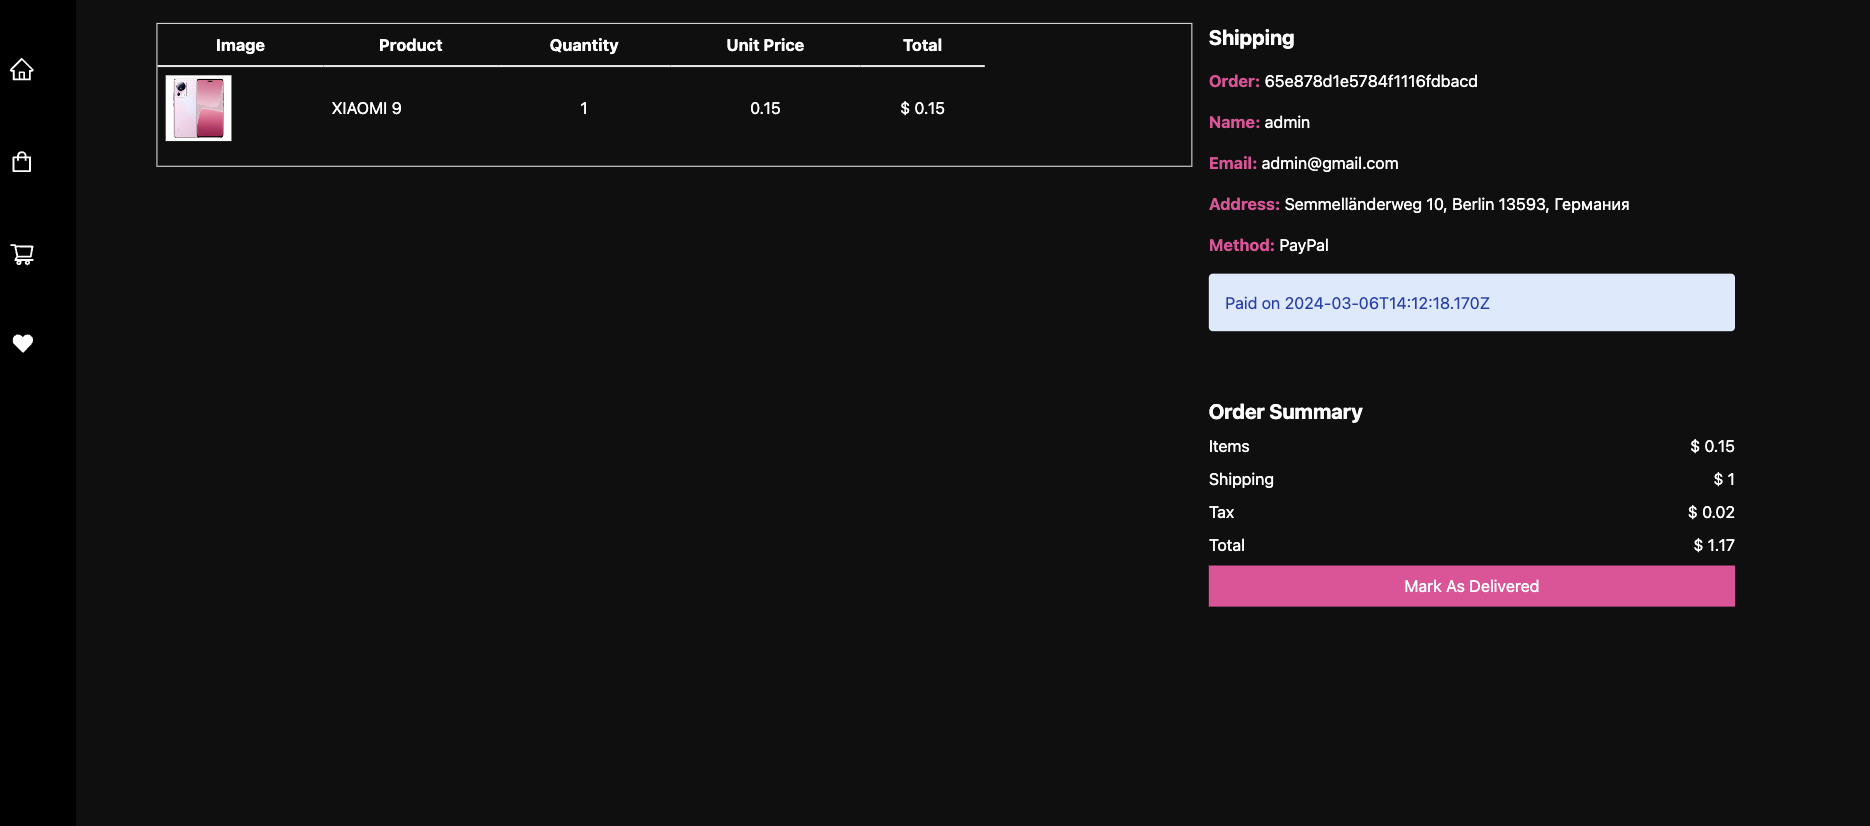 Image Product Quantity Unit Price Total
XIAOMI 9 1 0.15 $ 0.15
Shipping
Order: 65e878d1e5784f1116fdbacd
Name: admin
Email: admin@gmail.com
Address: Semmelländerweg 10, Berlin 13593, Германия
Method: PayPal
Paid on 2024-03-06T14:12:18.170Z
Order Summary
Items $ 0.15
Shipping $ 1
Tax $ 0.02
Total $ 1.17
Mark As Delivered